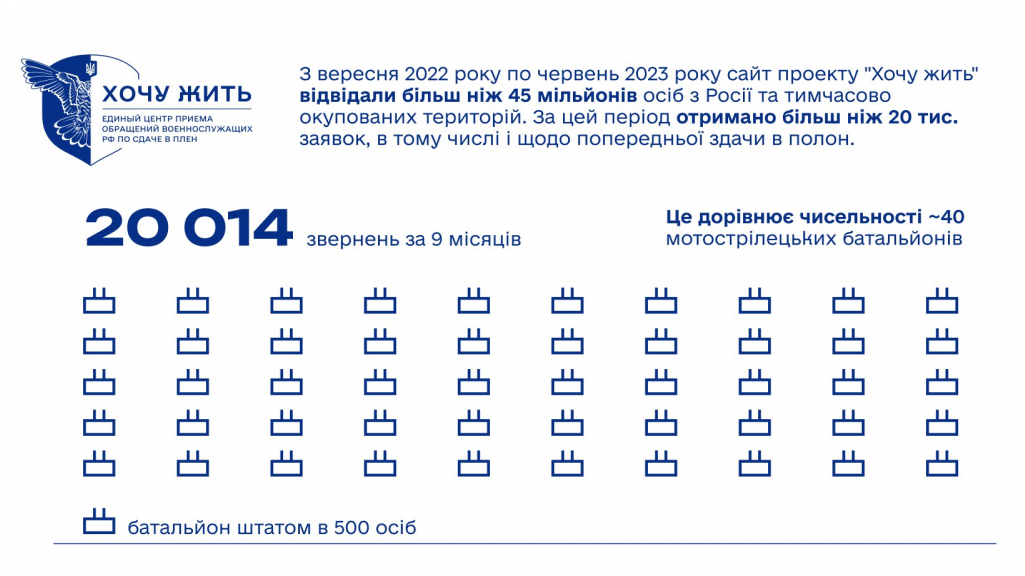 ХОЧУ ЖИТЬ
ЕДИНЫЙ ЦЕНТР ПРИЕМА
ОБРАЩЕНИЙ ВОЕННОСЛУЖАЩИХ
РФ ПО СДАЧЕ В ПЛЕН
З вересня 2022 року по червень 2023 року сайт проекту "Хочу жить"
відвідали більш ніж 45 мільйонів осіб з Росії та тимчасово
окупованих територій. За цей період отримано більш ніж 20 тис.
заявок, в тому числі і щодо попередньої здачи в полон.
20 014 звернень за 9 місяців
Це дорівнює чисельності ~40
мотострілецьких батальйонів
батальйон штатом в 500 осіб